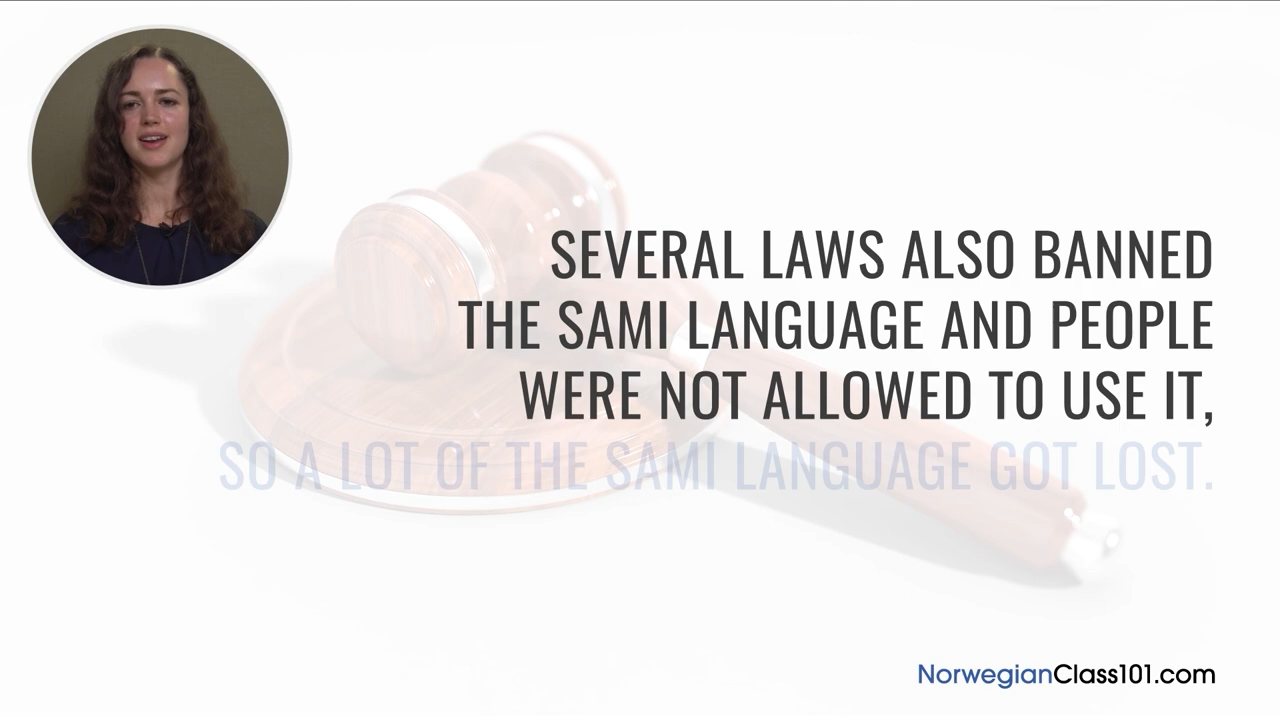 SEVERAL LAWS ALSO BANNED
THE SAMI LANGUAGE AND PEOPLE
WERE NOT ALLOWED TO USE IT,
SO A LOT OF THE SAMI LANGUAGE GOT LOST.
NorwegianClass101.com